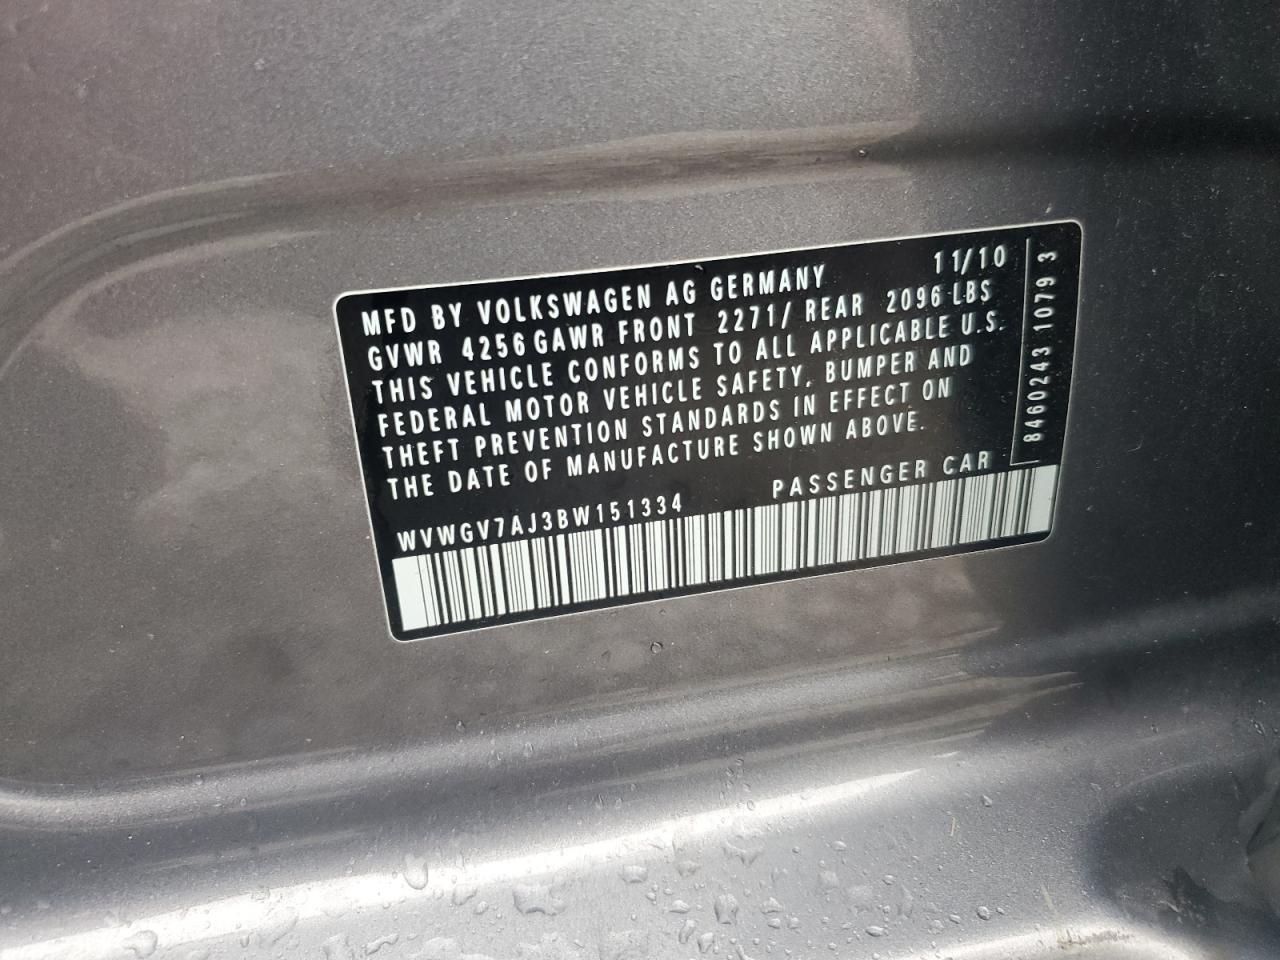 MFD BY VOLKSWAGEN AG GERMANY 11/10
GVWR 4256 GAWR FRONT 2271/ REAR 2096 LBS
THIS VEHICLE CONFORMS TO ALL APPLICABLE U.S.
FEDERAL MOTOR VEHICLE SAFETY, BUMPER AND
THEFT PREVENTION STANDARDS IN EFFECT ON
THE DATE OF MANUFACTURE SHOWN ABOVE.
WVWGV7AJ3BW151334 PASSENGER CAR
8460243 1079 3